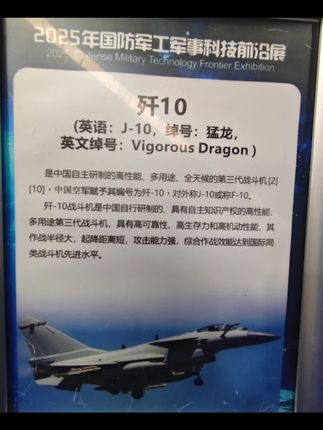 2025年国防军工军事科技前沿展
2025 Defense Military Technology Frontier Exhibition
歼10
(英语：J-10，绰号：猛龙，
英文绰号：Vigorous Dragon )
是中国自主研制的高性能、多用途、全天候的第三代战斗机[2]
[10]，中国空军赋予其编号为歼-10，对外称J-10或称F-10。
歼-10战斗机是中国自行研制的、具有自主知识产权的高性能、
多用途第三代战斗机，具有高可靠性、高生存力和高机动性能，其
作战半径大，起降距离短，攻击能力强，综合作战效能达到国际同
类战斗机先进水平。